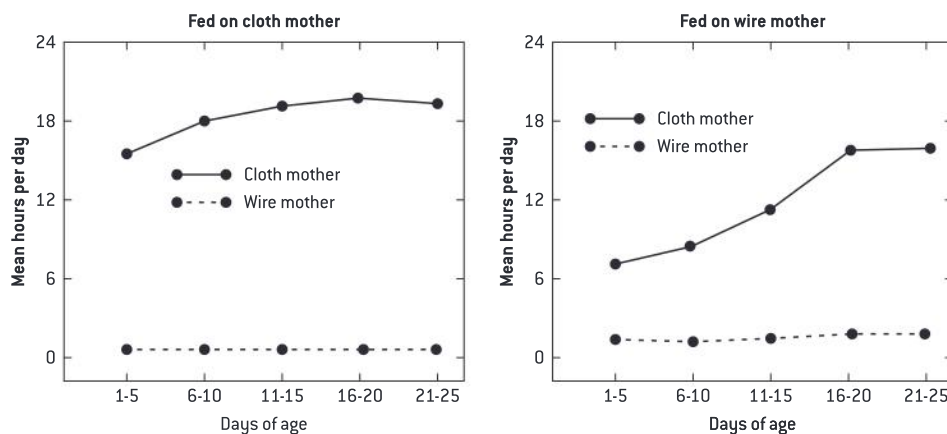 Fed on cloth mother
24
18
12
6
0
Mean hours per day
Cloth mother
Wire mother
1-5 6-10 11-15 16-20 21-25
Days of age
Fed on wire mother
24
18
12
6
0
Mean hours per day
Cloth mother
Wire mother
1-5 6-10 11-15 16-20 21-25
Days of age